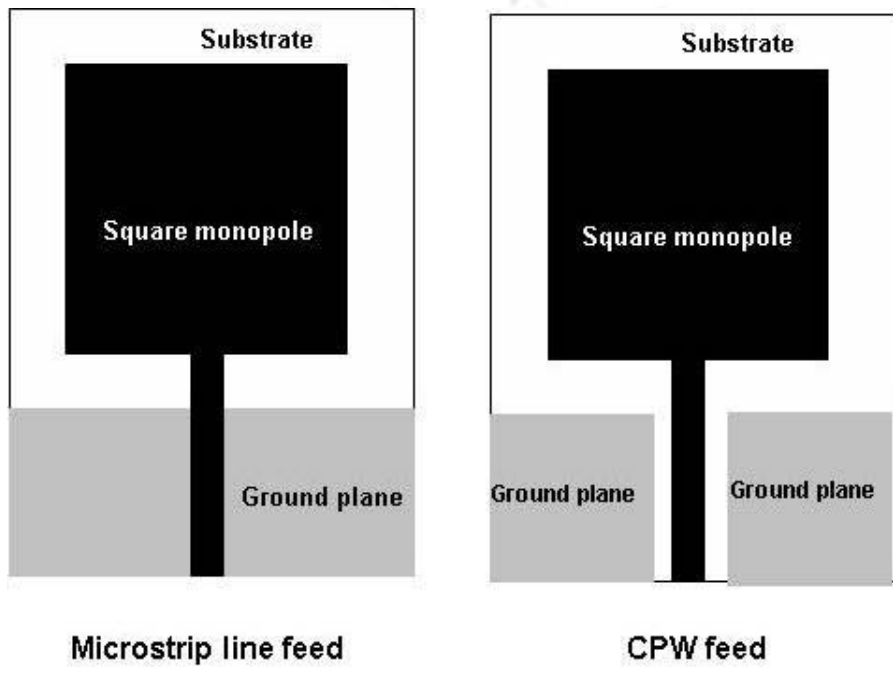 Substrate
Square monopole
Ground plane
Microstrip line feed
Substrate
Square monopole
Ground plane
Ground plane
CPW feed